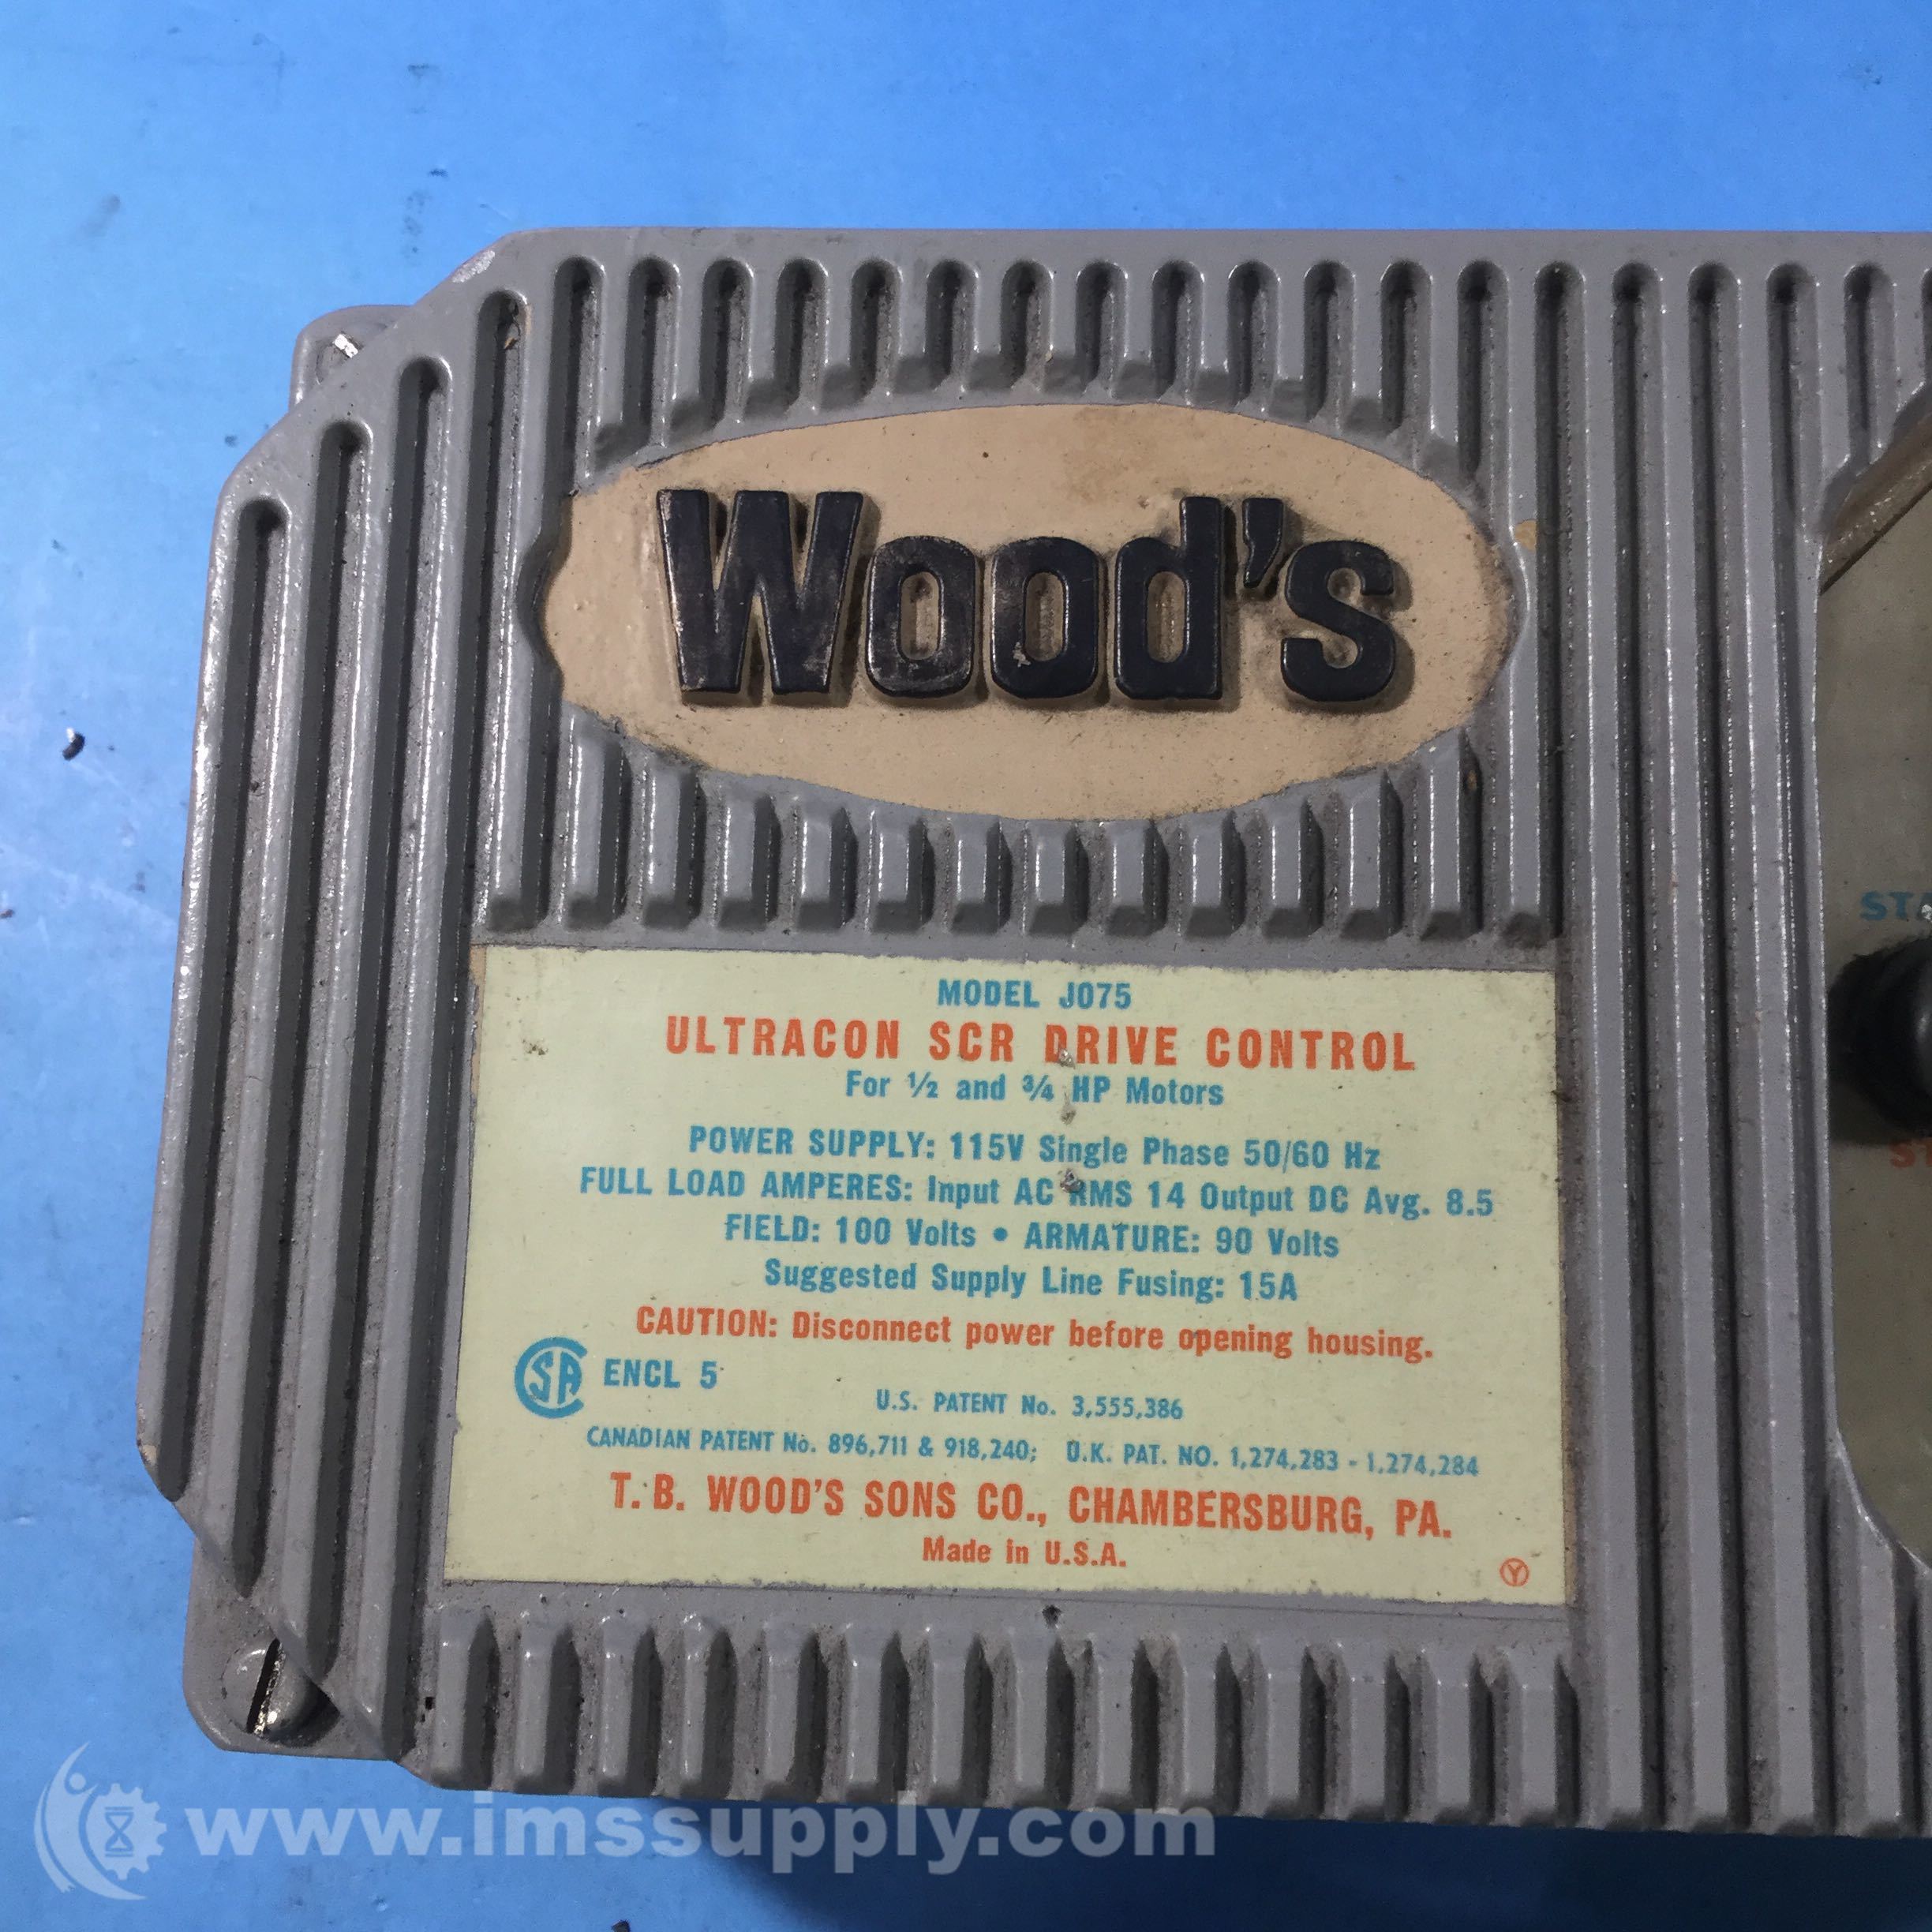 Wood's
MODEL J075
ULTRACON SCR DRIVE CONTROL
For ½ and ¾ HP Motors
POWER SUPPLY: 115V Single Phase 50/60 Hz
FULL LOAD AMPERES: Input AC RMS 14 Output DC Avg. 8.5
FIELD: 100 Volts • ARMATURE: 90 Volts
Suggested Supply Line Fusing: 15A
CAUTION: Disconnect power before opening housing.
SA ENCL 5
U.S. PATENT No. 3,555,386
CANADIAN PATENT No. 896,711 & 918,240; U.K. PAT. NO. 1,274,283 - 1,274,284
T. B. WOOD'S SONS CO., CHAMBERSBURG, PA.
Made in U.S.A.
Y
www.imssupply.com